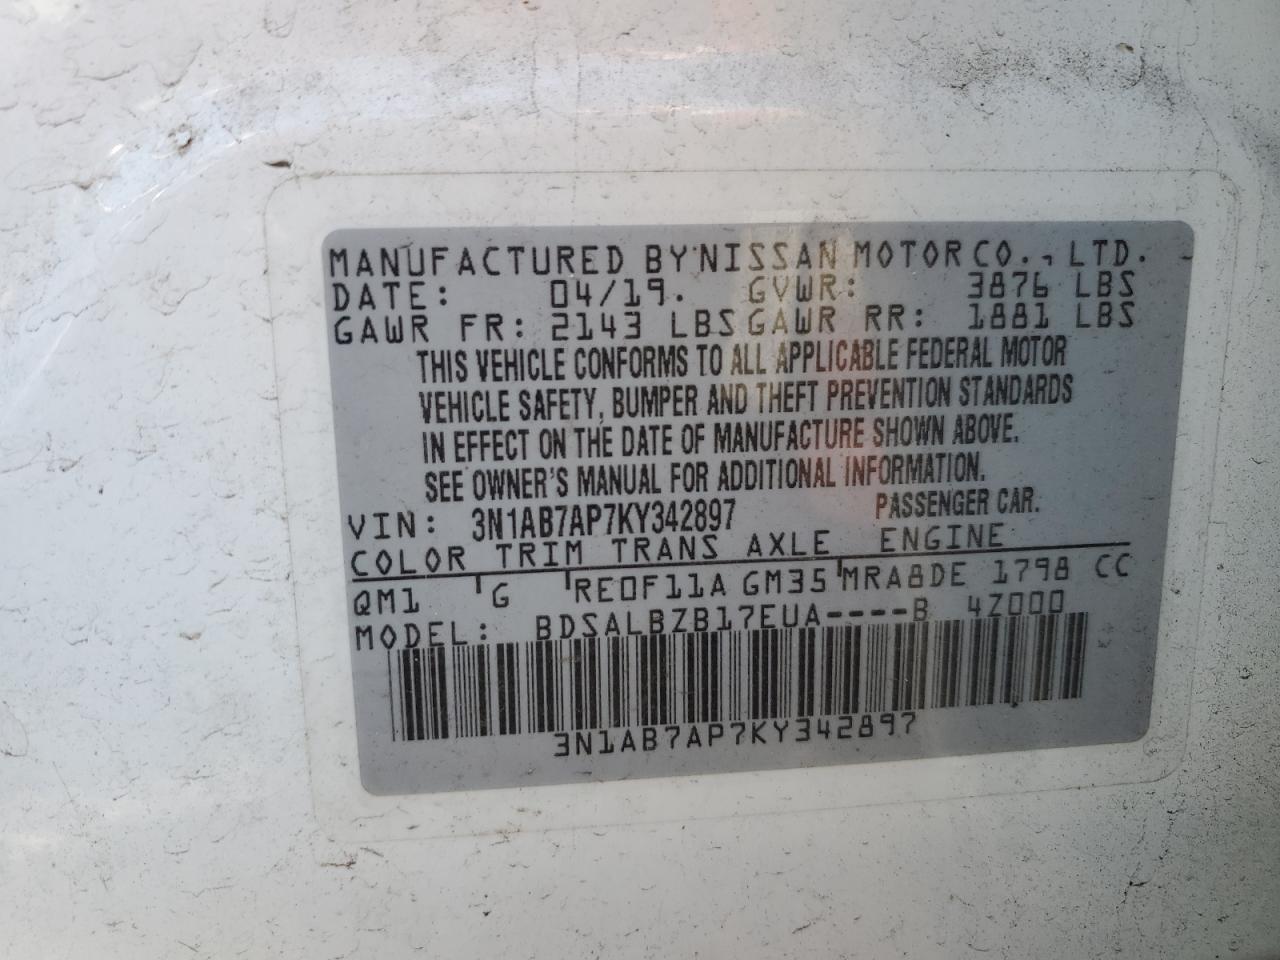 MANUFACTURED BY NISSAN MOTOR CO., LTD.
DATE: 04/19. GVWR: 3876 LBS
GAWR FR: 2143 LBS GAWR RR: 1881 LBS
THIS VEHICLE CONFORMS TO ALL APPLICABLE FEDERAL MOTOR
VEHICLE SAFETY, BUMPER AND THEFT PREVENTION STANDARDS
IN EFFECT ON THE DATE OF MANUFACTURE SHOWN ABOVE.
SEE OWNER'S MANUAL FOR ADDITIONAL INFORMATION.
VIN: 3N1AB7AP7KY342897 PASSENGER CAR.
COLOR TRIM TRANS AXLE ENGINE
QM1 G RE0F11A GM35 MRA8DE 1798 CC
MODEL: BDSALBZB17EUA----B 4Z000
3N1AB7AP7KY342897